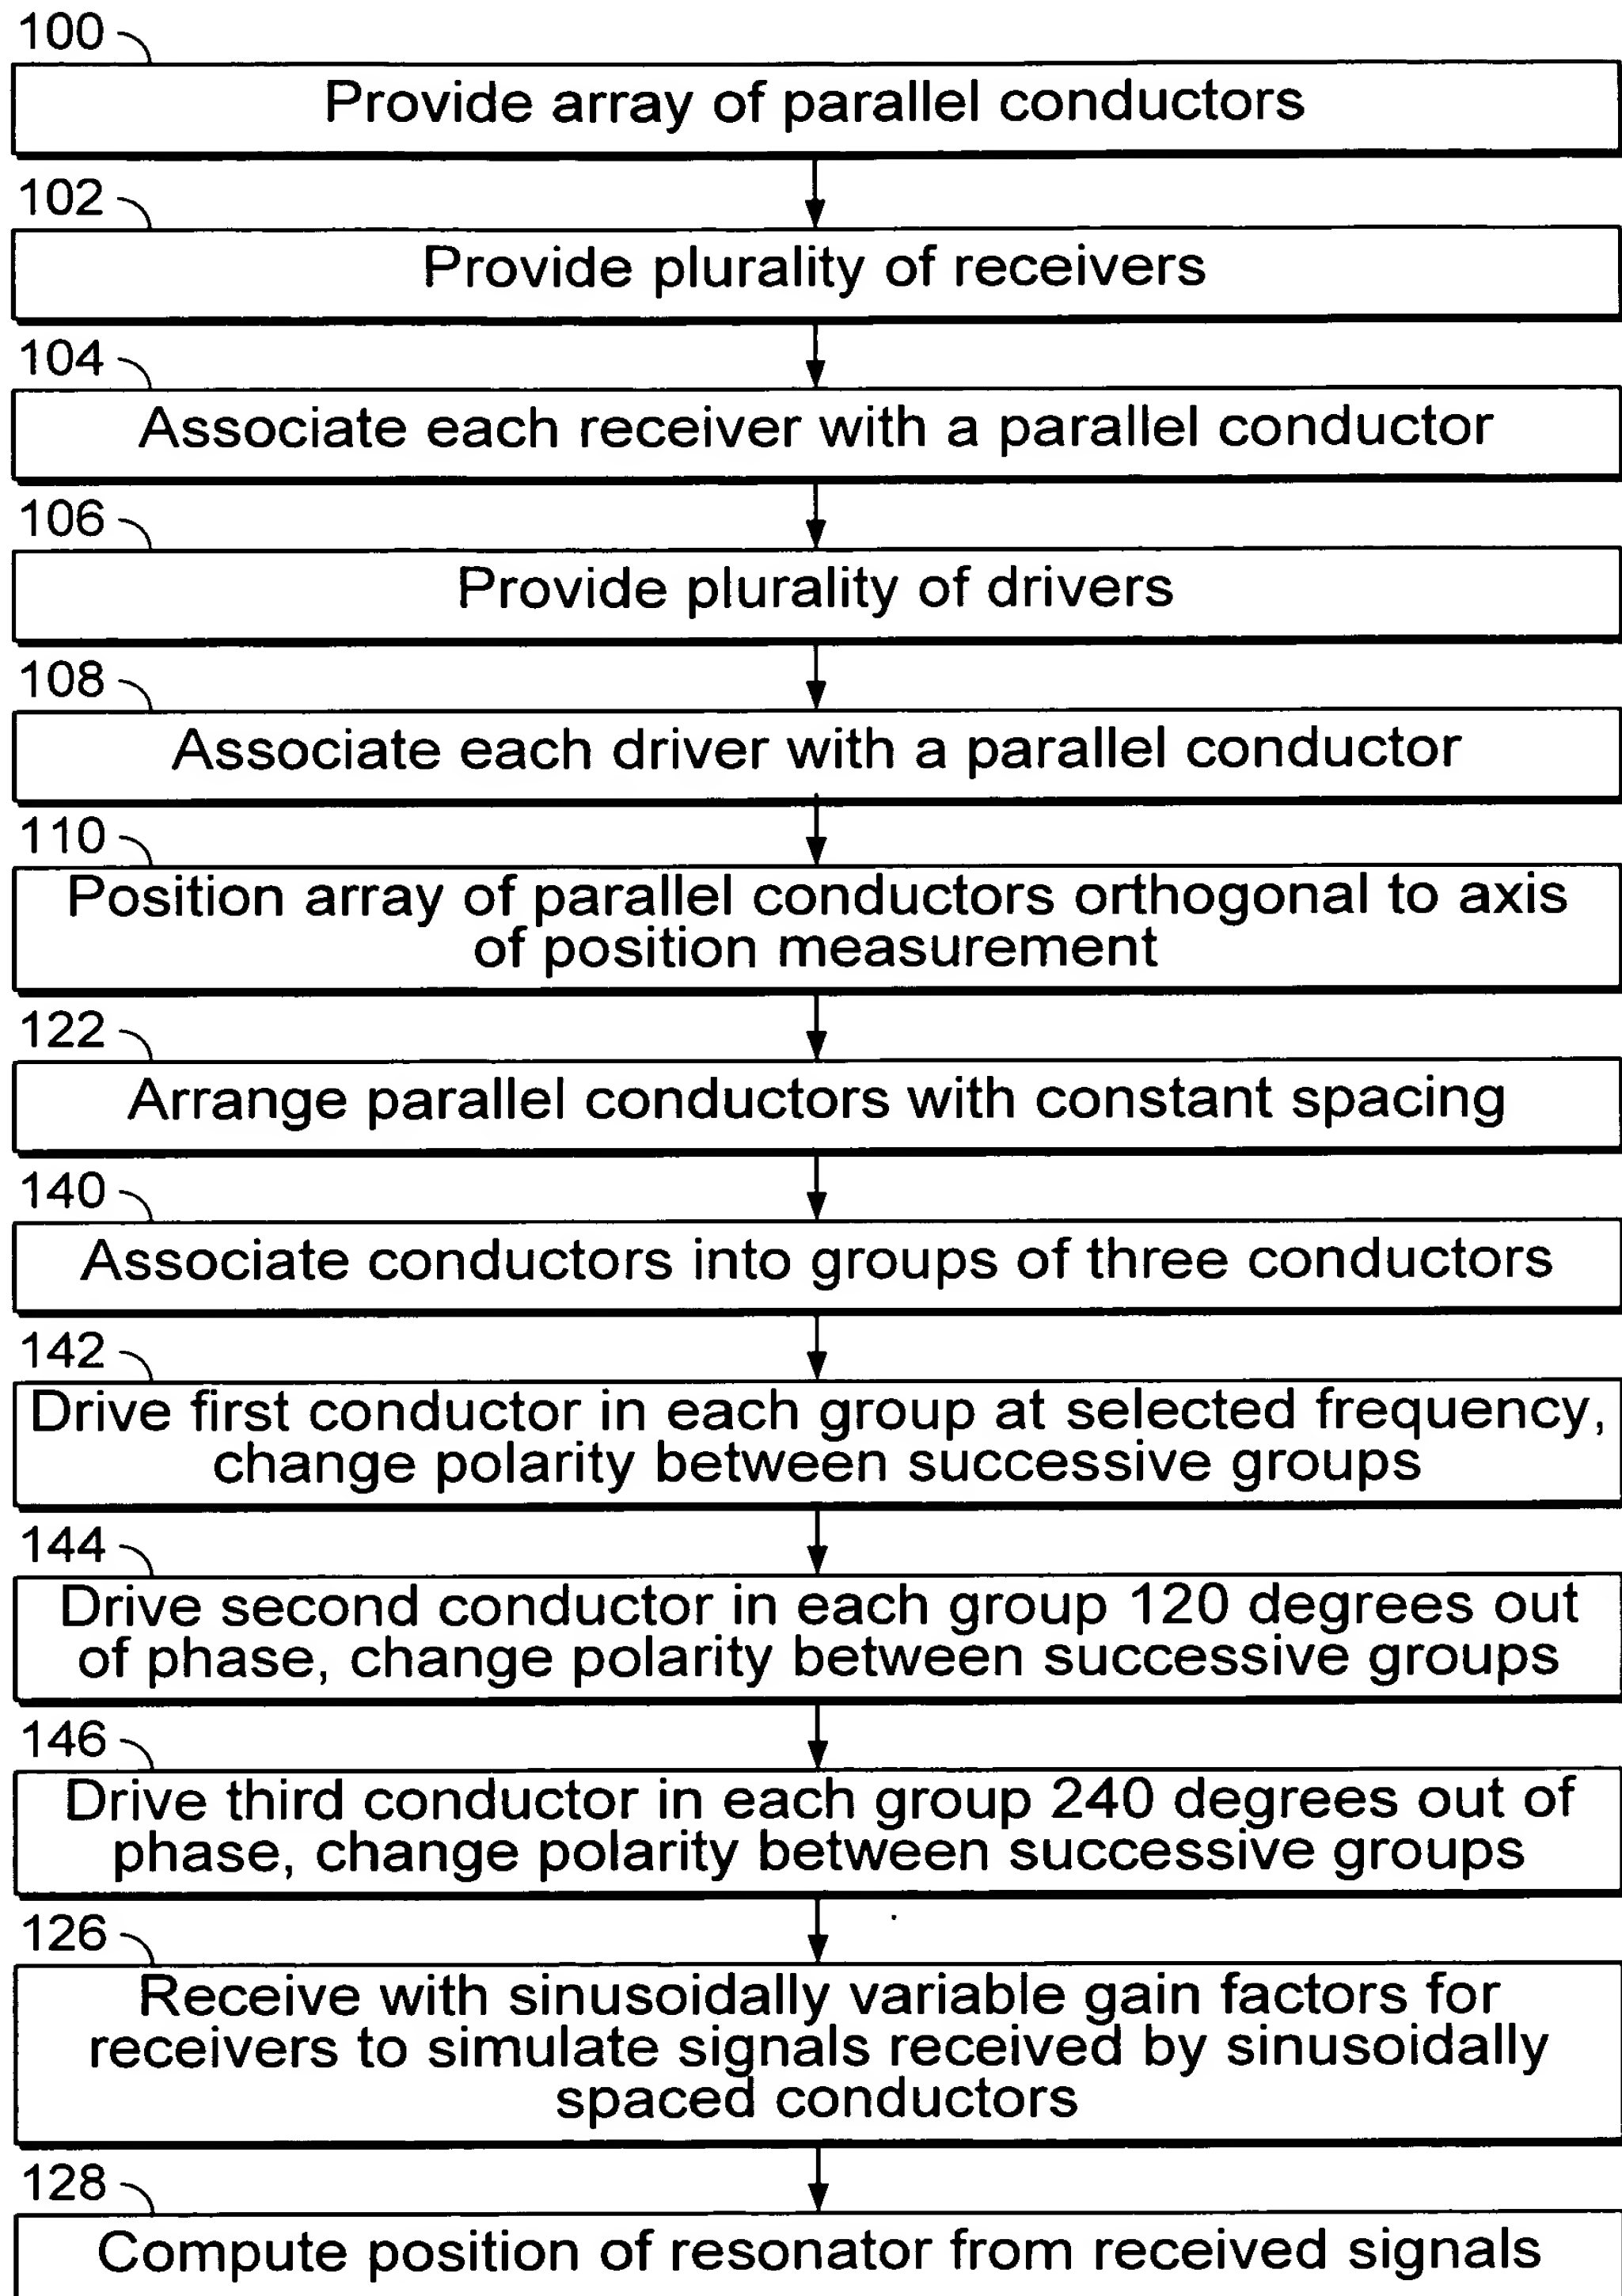 100
Provide array of parallel conductors
102
Provide plurality of receivers
104
Associate each receiver with a parallel conductor
106
Provide plurality of drivers
108
Associate each driver with a parallel conductor
110
Position array of parallel conductors orthogonal to axis
of position measurement
122
Arrange parallel conductors with constant spacing
140
Associate conductors into groups of three conductors
142
Drive first conductor in each group at selected frequency,
change polarity between successive groups
144
Drive second conductor in each group 120 degrees out
of phase, change polarity between successive groups
146
Drive third conductor in each group 240 degrees out of
phase, change polarity between successive groups
126
Receive with sinusoidally variable gain factors for
receivers to simulate signals received by sinusoidally
spaced conductors
128
Compute position of resonator from received signals